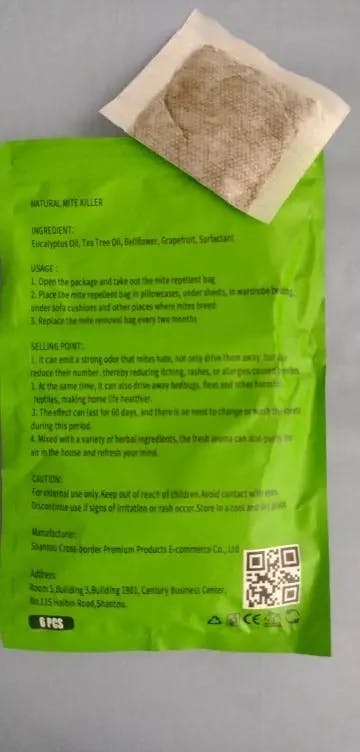 NATURAL MITE KILLER
INGREDIENT:
Eucalyptus Oil, Tea Tree Oil, Bellflower, Grapefruit, Surfactant
USAGE :
1. Open the package and take out the mite repellent bag
2. Place the mite repellent bag in pillowcases, under sheets, in wardrobe
under sofa cushions and other places where mites breed
3. Replace the mite removal bag every two months
SELLING POINT:
1. it can emit a strong odor that mites hate, not only drive them away, but
reduce their number, thereby reducing itching, rashes, or allergies caused
1. At the same time, it can also drive away bedbugs, fleas and other
reptiles, making home life healthier.
3. The effect can last for 60 days, and there is no need to change or wash the
during this period.
4. Mixed with a variety of herbal ingredients, the fresh aroma can also purify the
air in the house and refresh your mind.
CAUTION:
For external use only. Keep out of reach of children. Avoid contact with eyes.
Discontinue use if signs of irritation or rash occur. Store in a cool and dry place
Manufacturer:
Shantou Cross-border Premium Products E-commerce Co., Ltd
Address:
Room 5, Building 3, Building 1901, Century Business Center,
No.115 Haibin Road, Shantou.
6 PCS
CE